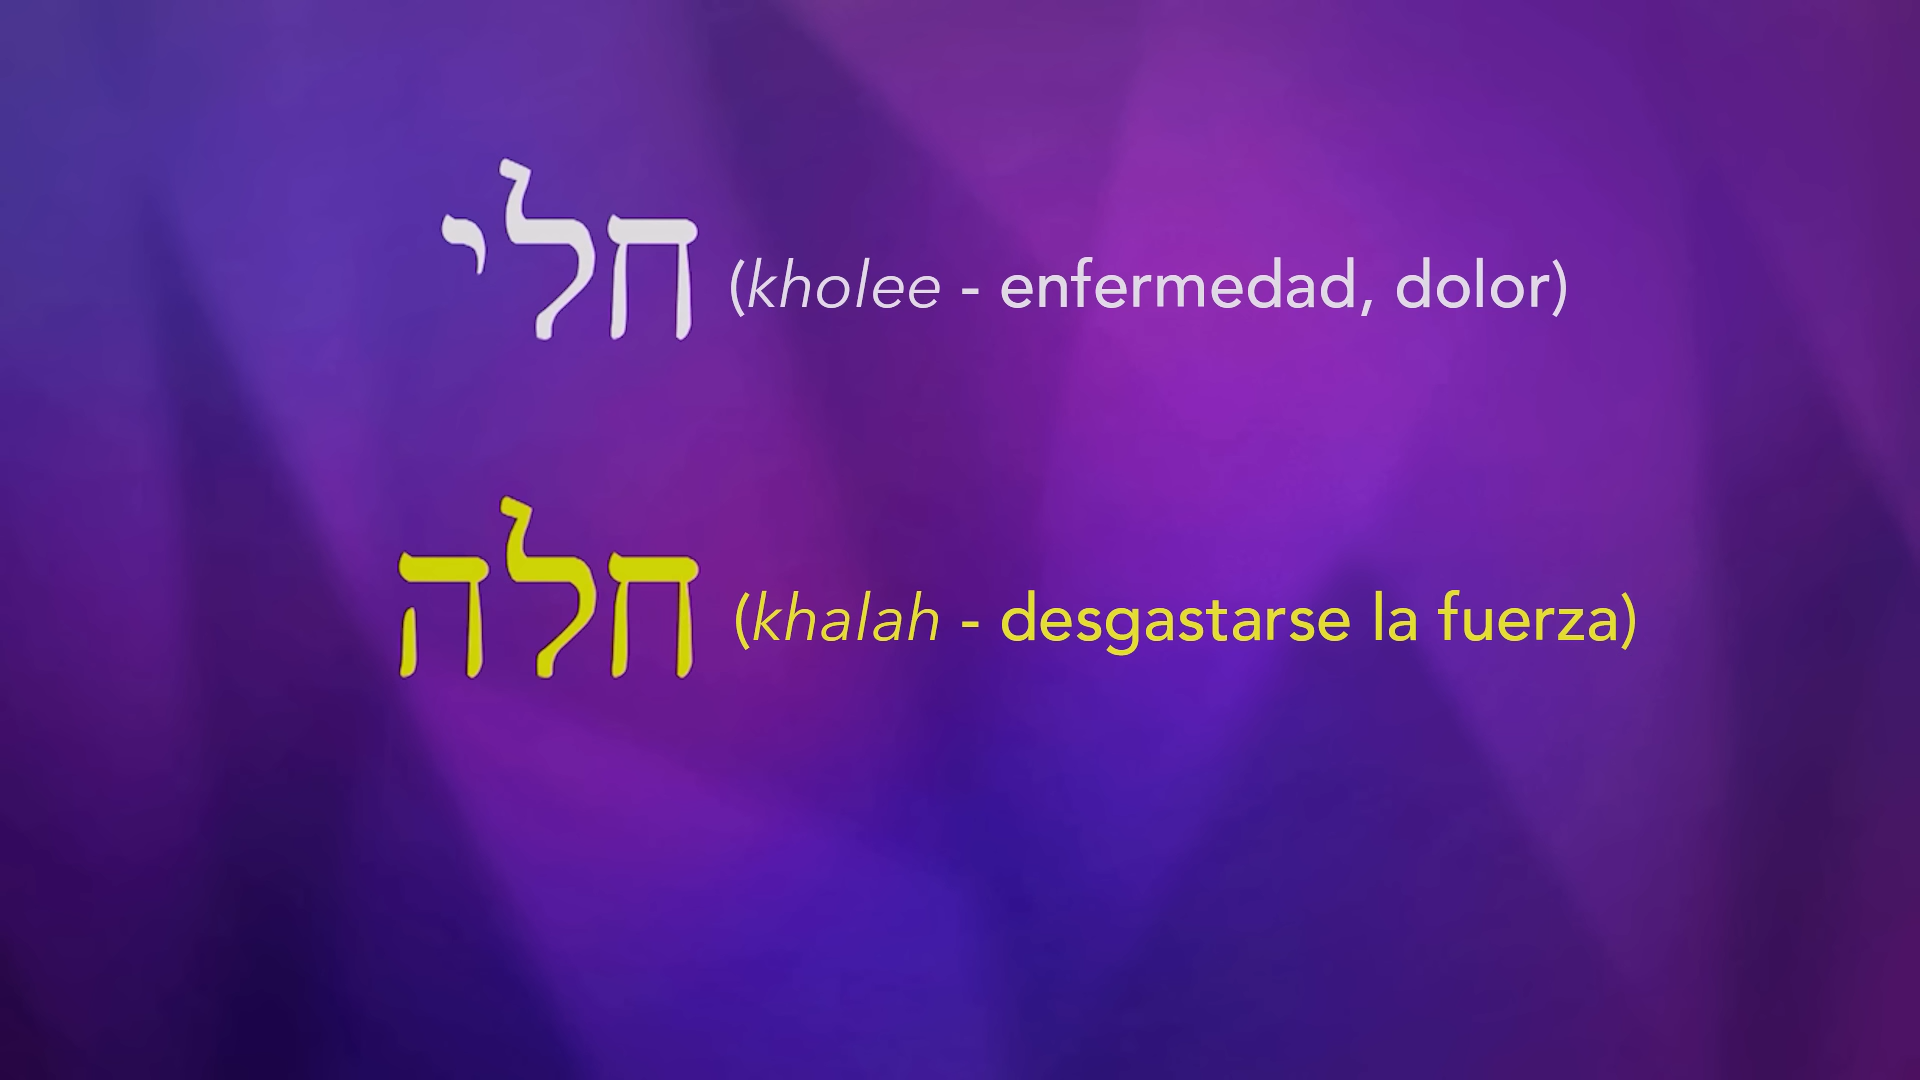 חלי (kholee - enfermedad, dolor)
חלה (khalah - desgastarse la fuerza)